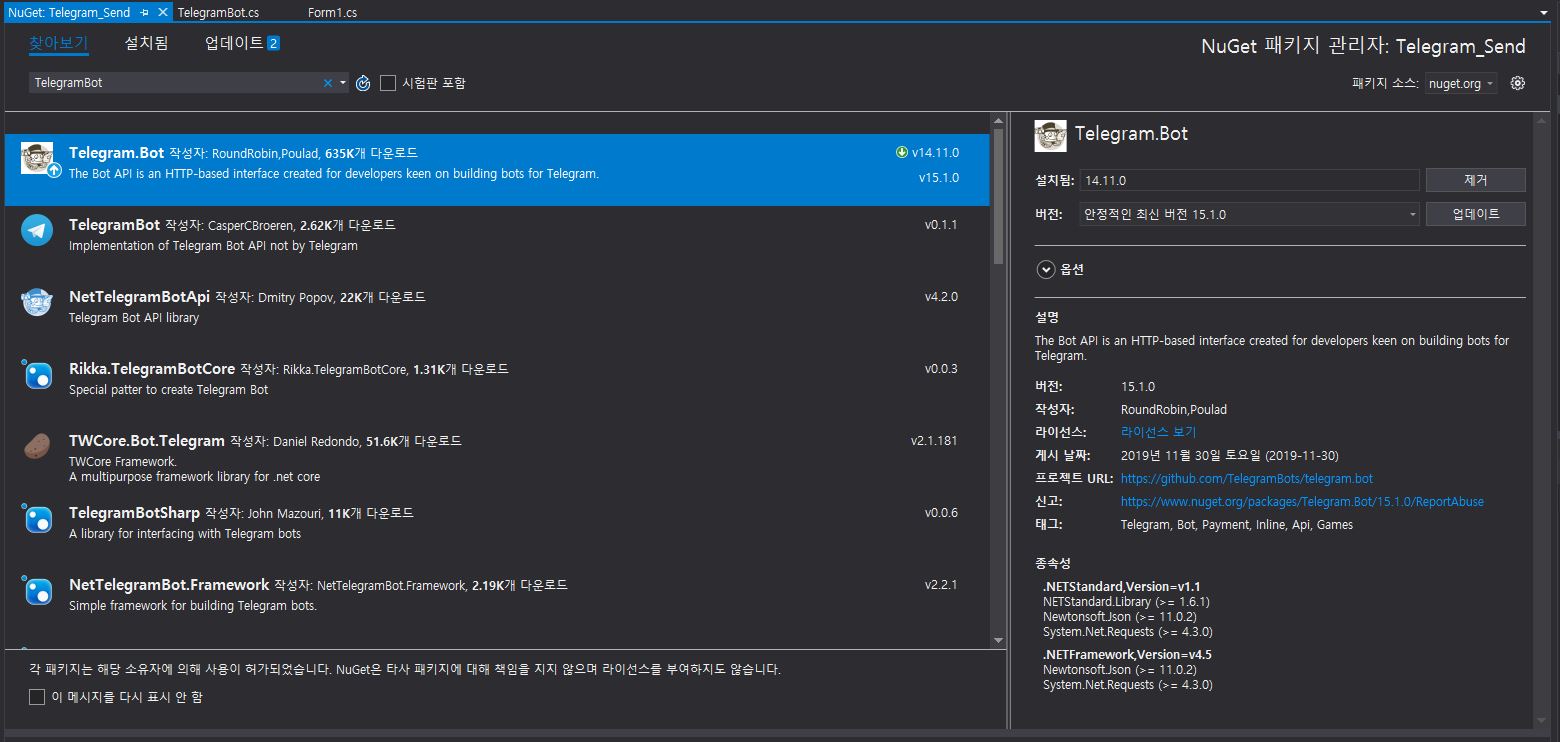 NuGet: Telegram_Send
TelegramBot.cs
Form1.cs
찾아보기
설치됨
업데이트 2
NuGet 패키지 관리자: Telegram_Send
TelegramBot
시험판 포함
패키지 소스: nuget.org
Telegram.Bot 작성자: RoundRobin,Poulad, 635K개 다운로드
v14.11.0
The Bot API is an HTTP-based interface created for developers keen on building bots for Telegram.
v15.1.0
TelegramBot 작성자: CasperCBroeren, 2.62K개 다운로드
v0.1.1
Implementation of Telegram Bot API not by Telegram
NetTelegramBotApi 작성자: Dmitry Popov, 22K개 다운로드
v4.2.0
Telegram Bot API library
Rikka.TelegramBotCore 작성자: Rikka.TelegramBotCore, 1.31K개 다운로드
v0.0.3
Special patter to create Telegram Bot
TWCore.Bot.Telegram 작성자: Daniel Redondo, 51.6K개 다운로드
v2.1.181
TWCore Framework.
A multipurpose framework library for .net core
TelegramBotSharp 작성자: John Mazouri, 11K개 다운로드
v0.0.6
A library for interfacing with Telegram bots
NetTelegramBot.Framework 작성자: NetTelegramBot.Framework, 2.19K개 다운로드
v2.2.1
Simple framework for building Telegram bots.
각 패키지는 해당 소유자에 의해 사용이 허가되었습니다. NuGet은 타사 패키지에 대해 책임을 지지 않으며 라이선스를 부여하지도 않습니다.
이 메시지를 다시 표시 안 함
Telegram.Bot
설치됨: 14.11.0
제거
버전: 안정적인 최신 버전 15.1.0
업데이트
옵션
설명
The Bot API is an HTTP-based interface created for developers keen on building bots for
Telegram.
버전: 15.1.0
작성자: RoundRobin,Poulad
라이선스: 라이선스 보기
게시 날짜: 2019년 11월 30일 토요일 (2019-11-30)
프로젝트 URL: https://github.com/TelegramBots/telegram.bot
신고: https://www.nuget.org/packages/Telegram.Bot/15.1.0/ReportAbuse
태그: Telegram, Bot, Payment, Inline, Api, Games
종속성
.NETStandard,Version=v1.1
NETStandard.Library (>= 1.6.1)
Newtonsoft.Json (>= 11.0.2)
System.Net.Requests (>= 4.3.0)
.NETFramework,Version=v4.5
Newtonsoft.Json (>= 11.0.2)
System.Net.Requests (>= 4.3.0)